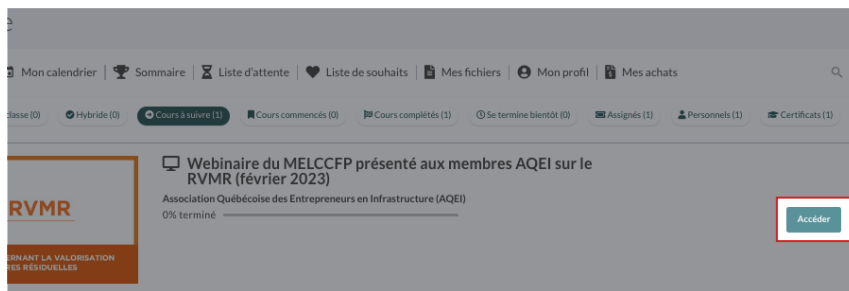 e
Mon calendrier Sommaire Liste d'attente Liste de souhaits Mes fichiers Mon profil Mes achats
classe (0) Hybride (0) Cours à suivre (1) Cours commencés (0) Cours complétés (1) Se termine bientôt (0) Assignés (1) Personnels (1) Certificats (1)
Webinaire du MELCCFP présenté aux membres AQEI sur le
RVMR (février 2023)
Association Québécoise des Entrepreneurs en Infrastructure (AQEI)
0% terminé
Accéder
RVMR
ERNANT LA VALORISATION
RES RÉSIDUELLES